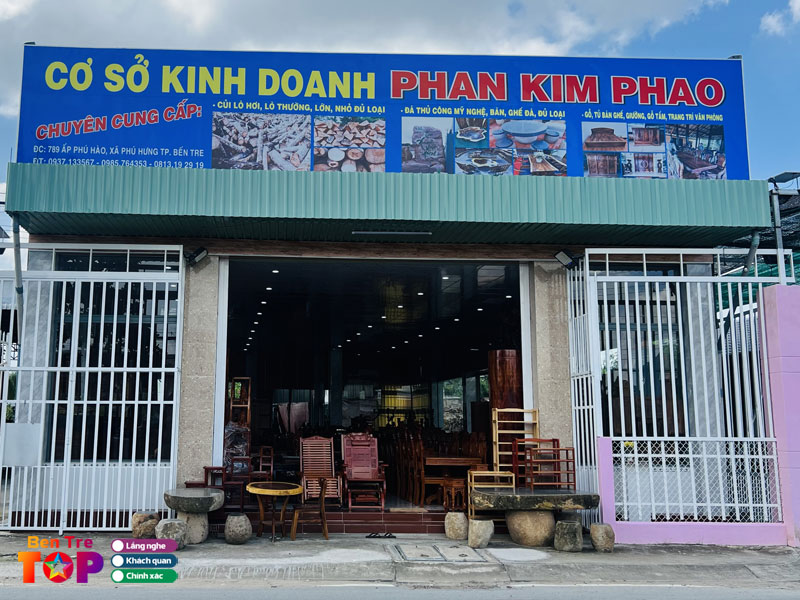 CƠ SỞ KINH DOANH PHAN KIM PHAO
CHUYÊN CUNG CẤP:
- CỦI LÒ HƠI, LÒ THƯỜNG, LỚN, NHỎ ĐỦ LOẠI
- ĐÁ THỦ CÔNG MỸ NGHỆ, BÀN, GHẾ ĐÁ, ĐỦ LOẠI
- GỖ, TỦ BÀN GHẾ, GIƯỜNG, GỖ TẤM, TRANG TRÍ VĂN PHÒNG
ĐC: 789 ẤP PHÚ HÀO, XÃ PHÚ HƯNG TP. BẾN TRE
ĐT: 0937.133567 - 0985.764353 - 0813.19 29 19
Ben Tre
TOP
Lắng nghe
Khách quan
Chính xác